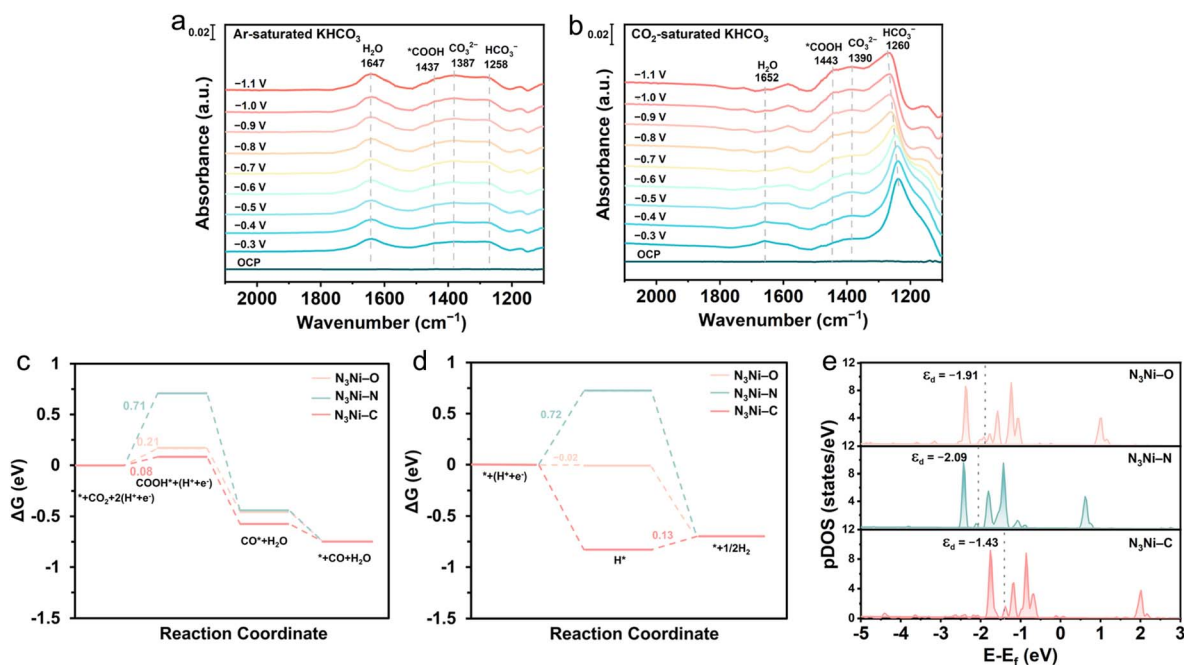 a
0.02
Ar-saturated KHCO₃
H₂O
1647
*COOH
1437
CO₃²⁻
1387
HCO₃⁻
1258
−1.1 V
−1.0 V
−0.9 V
−0.8 V
−0.7 V
−0.6 V
−0.5 V
−0.4 V
−0.3 V
OCP
Absorbance (a.u.)
2000 1800 1600 1400 1200
Wavenumber (cm⁻¹)
b
0.02
CO₂-saturated KHCO₃
H₂O
1652
*COOH
1443
CO₃²⁻
1390
HCO₃⁻
1260
−1.1 V
−1.0 V
−0.9 V
−0.8 V
−0.7 V
−0.6 V
−0.5 V
−0.4 V
−0.3 V
OCP
Absorbance (a.u.)
2000 1800 1600 1400 1200
Wavenumber (cm⁻¹)
c
N₃Ni–O
N₃Ni–N
N₃Ni–C
1
0.5
0
-0.5
-1
-1.5
ΔG (eV)
0.71
0.21
0.08
*+CO₂+2(H⁺+e⁻)
COOH*+(H⁺+e⁻)
CO*+H₂O
*+CO+H₂O
Reaction Coordinate
d
N₃Ni–O
N₃Ni–N
N₃Ni–C
1
0.5
0
-0.5
-1
-1.5
ΔG (eV)
0.72
−0.02
0.13
*+(H⁺+e⁻)
H*
*+1/2H₂
Reaction Coordinate
e
pDOS (states/eV)
12
8
4
12
8
4
12
8
4
0
εd = −1.91
N₃Ni–O
εd = −2.09
N₃Ni–N
εd = −1.43
N₃Ni–C
-5 -4 -3 -2 -1 0 1 2 3
E-Ef (eV)